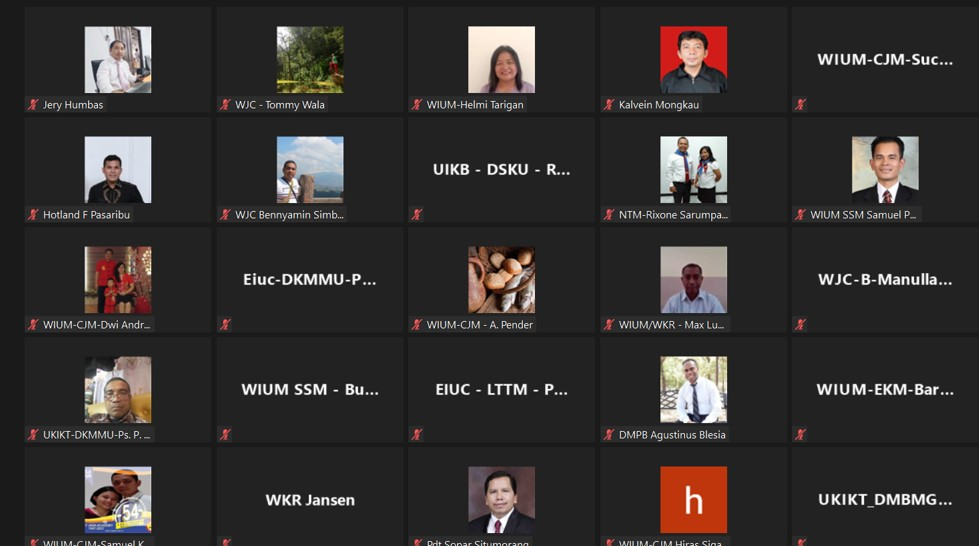 WIUM-CJM-Suc...
Jery Humbas
WJC - Tommy Wala
WIUM-Helmi Tarigan
Kalvein Mongkau
UIKB - DSKU - R...
Hotland F Pasaribu
WJC Bennyamin Simb...
NTM-Rixone Sarumpa...
WIUM SSM Samuel P...
Eiuc-DKMMU-P...
WJC-B-Manulla...
WIUM-CJM-Dwi Andr...
WIUM-CJM - A. Pender
WIUM/WKR - Max Lu...
WIUM SSM - Bu...
EIUC - LTTM - P...
WIUM-EKM-Bar...
UKIKT-DKMMU-Ps. P. ...
DMPB Agustinus Blesia
54
WKR Jansen
h
UKIKT_DMBMG...
WIUM-CJM-Samuel K
Pdt Sopar Situmorang
WIUM-CJM Hiras Siga